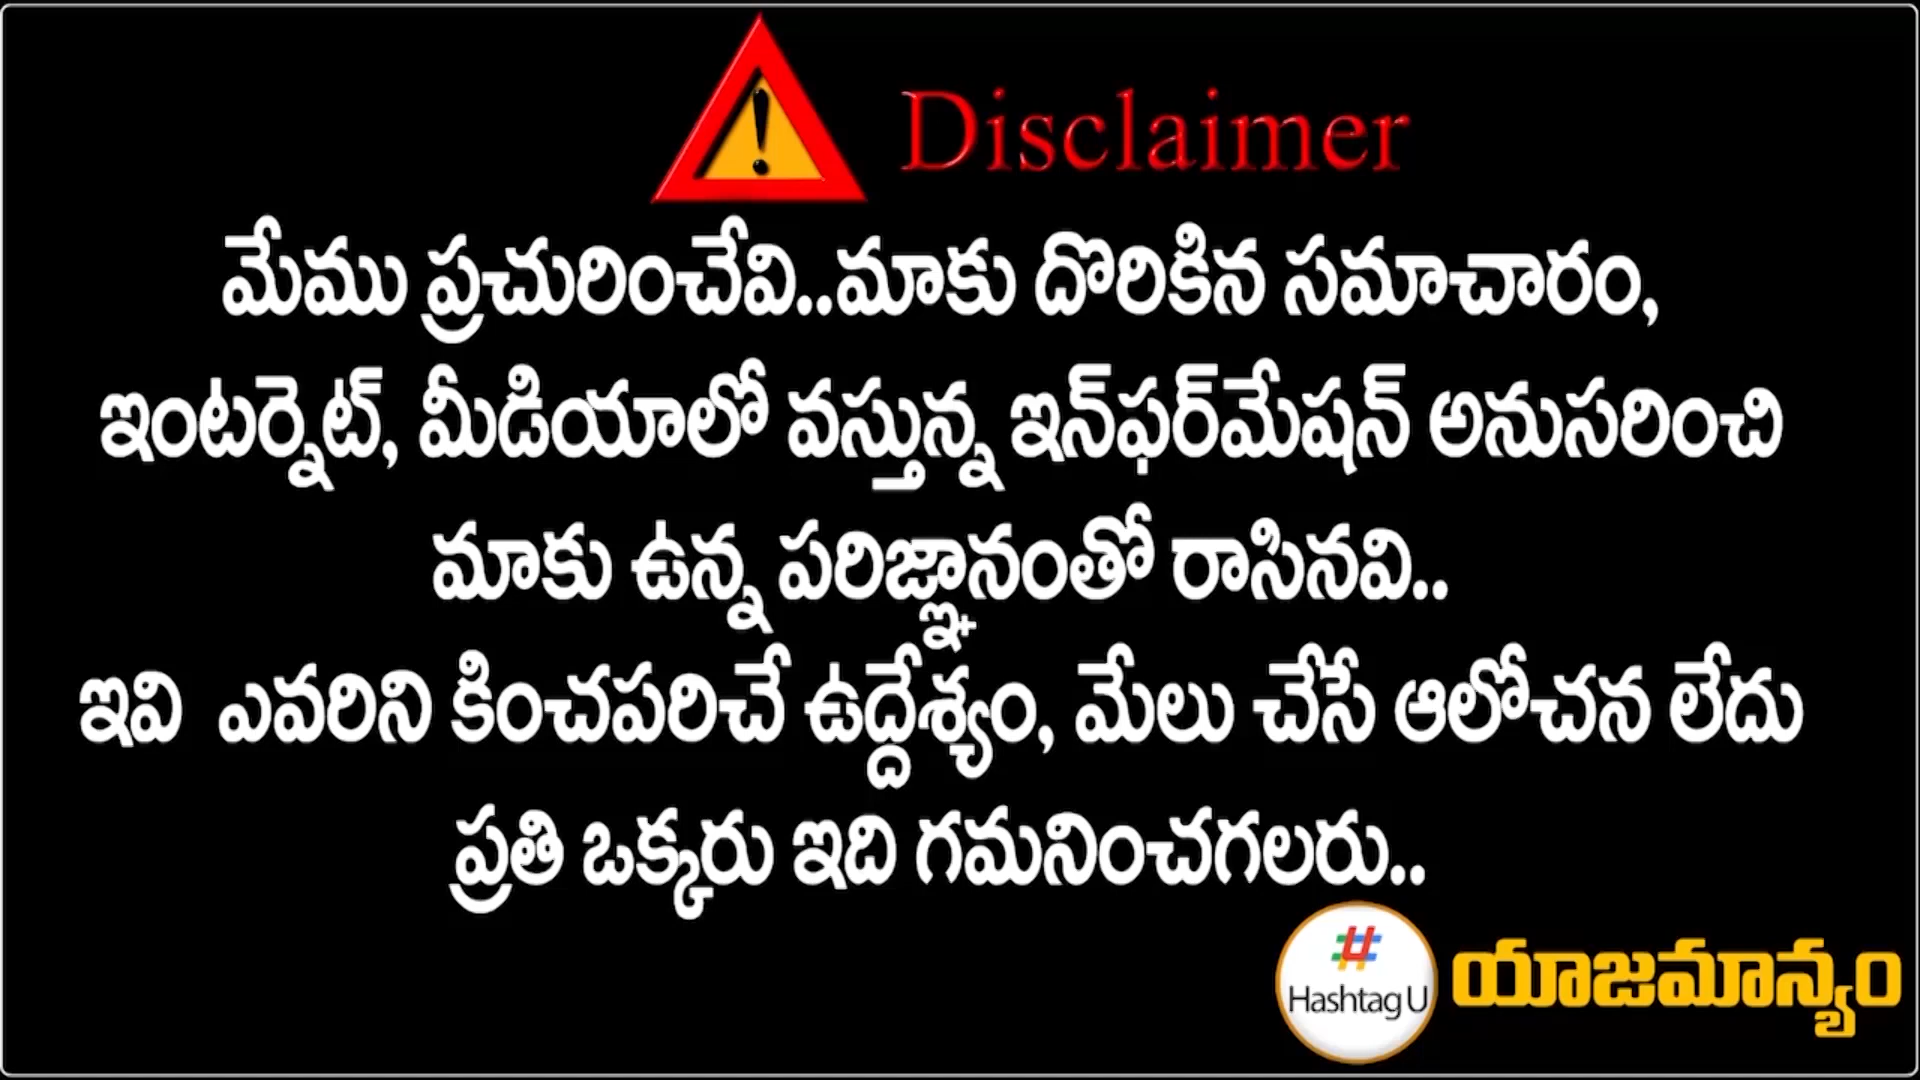 Disclaimer
మేము ప్రచురించేవి..మాకు దొరికిన సమాచారం,
ఇంటర్నెట్, మీడియాలో వస్తున్న ఇన్‌ఫర్‌మేషన్ అనుసరించి
మాకు ఉన్న పరిజ్ఞానంతో రాసినవి..
ఇవి ఎవరిని కించపరిచే ఉద్దేశ్యం, మేలు చేసే ఆలోచన లేదు
ప్రతి ఒక్కరు ఇది గమనించగలరు..
#
Hashtag U
యాజమాన్యం